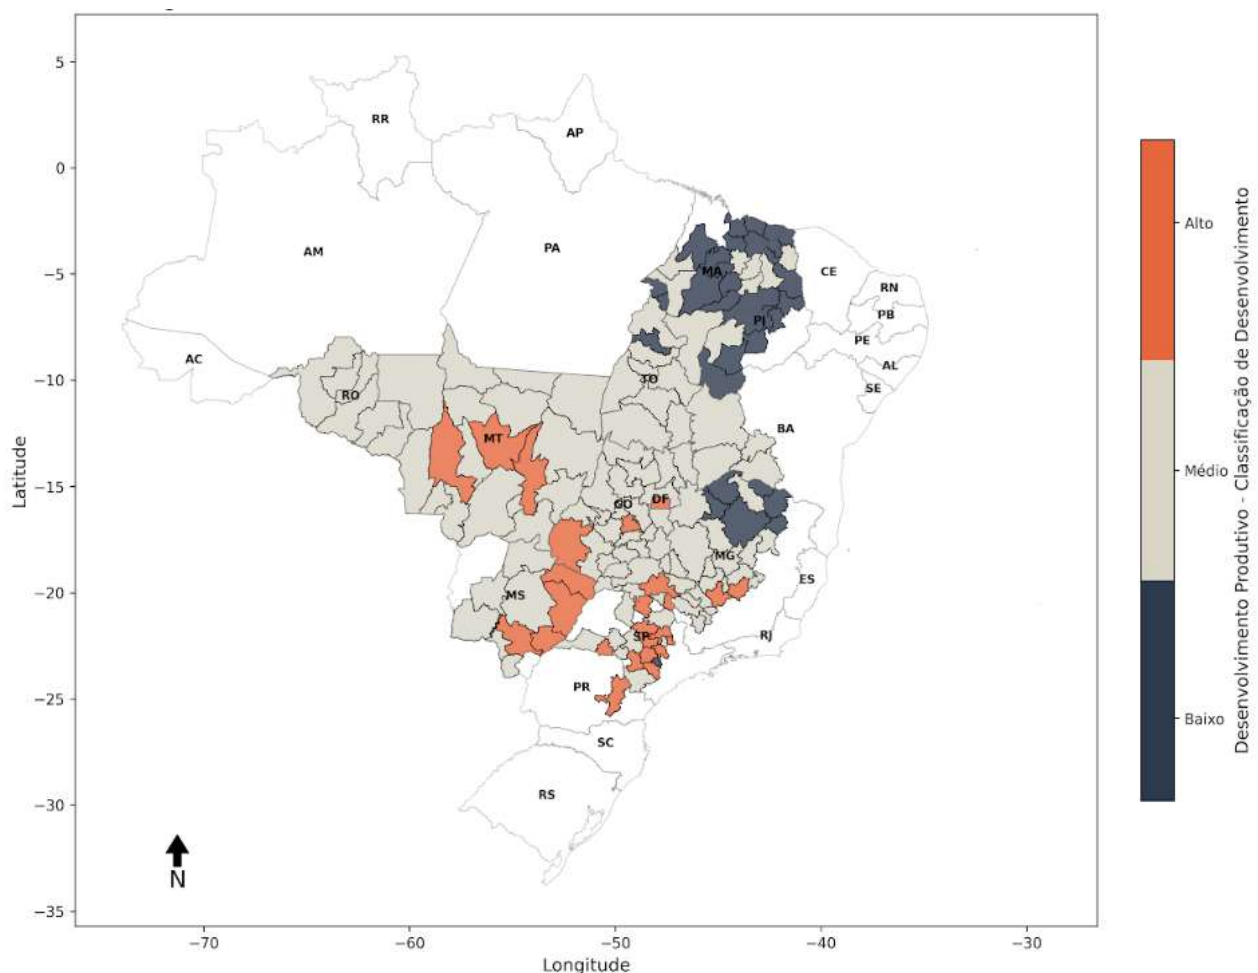 5
0
−5
−10
−15
−20
−25
−30
−35
−70
−60
−50
−40
−30
Latitude
Longitude
RR
AP
AM
PA
MA
CE
RN
PB
PI
PE
AC
AL
SE
TO
RO
BA
MT
DF
GO
MG
ES
MS
SP
RJ
PR
SC
RS
N
Alto
Médio
Baixo
Desenvolvimento Produtivo - Classificação de Desenvolvimento